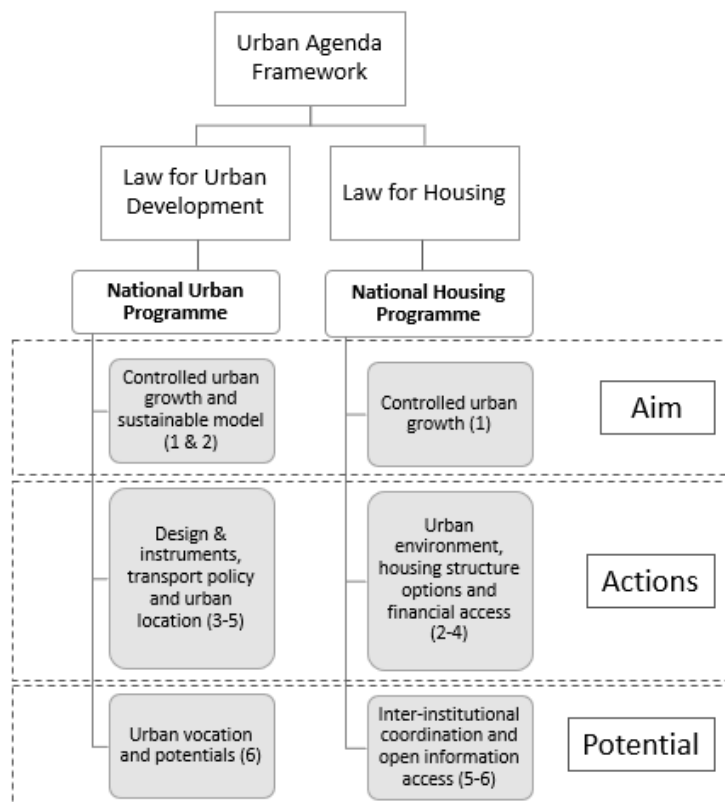 Urban Agenda
Framework
Law for Urban
Development
Law for Housing
National Urban
Programme
National Housing
Programme
Controlled urban
growth and
sustainable model
(1 & 2)
Controlled urban
growth (1)
Aim
Design &
instruments,
transport policy
and urban
location (3-5)
Urban
environment,
housing structure
options and
financial access
(2-4)
Actions
Urban vocation
and potentials (6)
Inter-institutional
coordination and
open information
access (5-6)
Potential